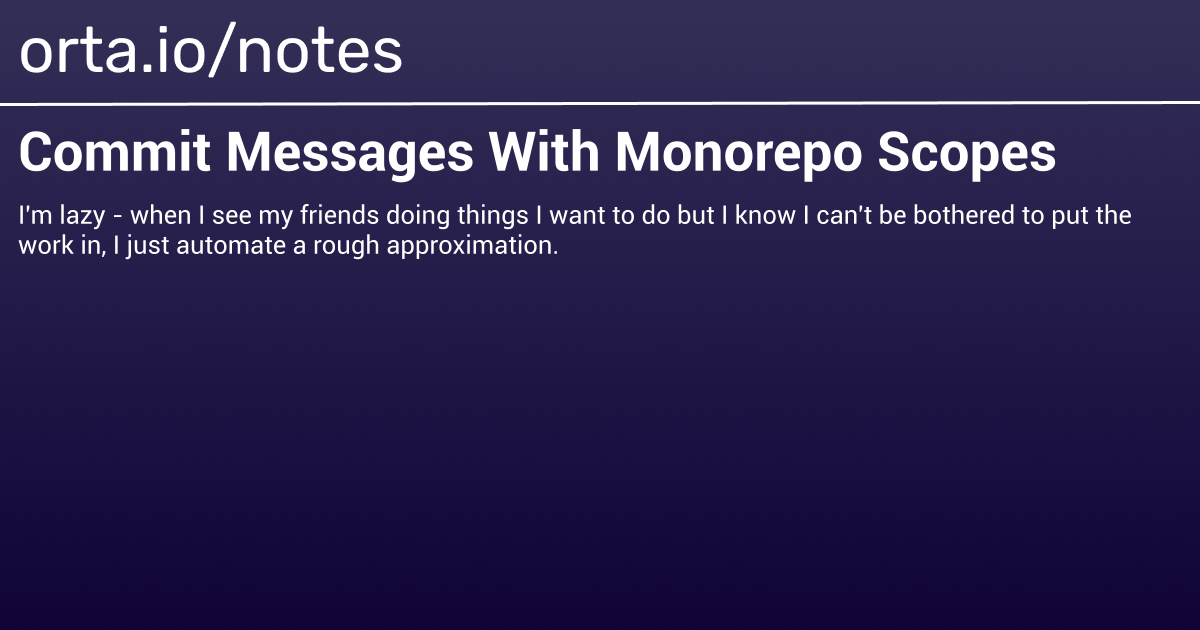 orta.io/notes
Commit Messages With Monorepo Scopes
I'm lazy - when I see my friends doing things I want to do but I know I can't be bothered to put the
work in, I just automate a rough approximation.